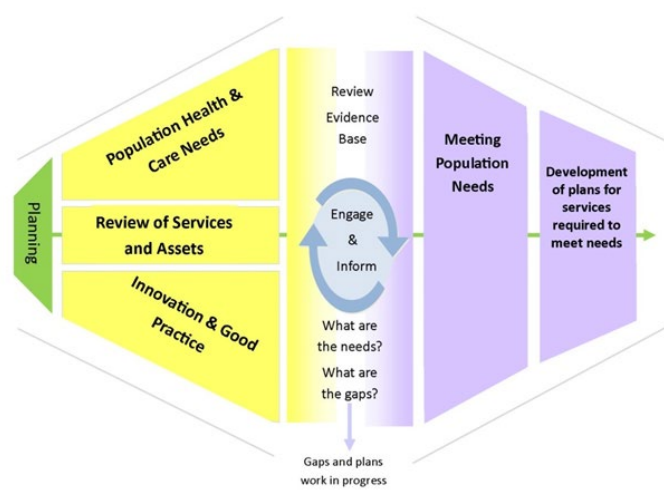 Planning
Population Health &
Care Needs
Review of Services
and Assets
Innovation & Good
Practice
Review
Evidence
Base
Engage
&
Inform
What are
the needs?
What are
the gaps?
Gaps and plans
work in progress
Meeting
Population
Needs
Development
of plans for
services
required to
meet needs